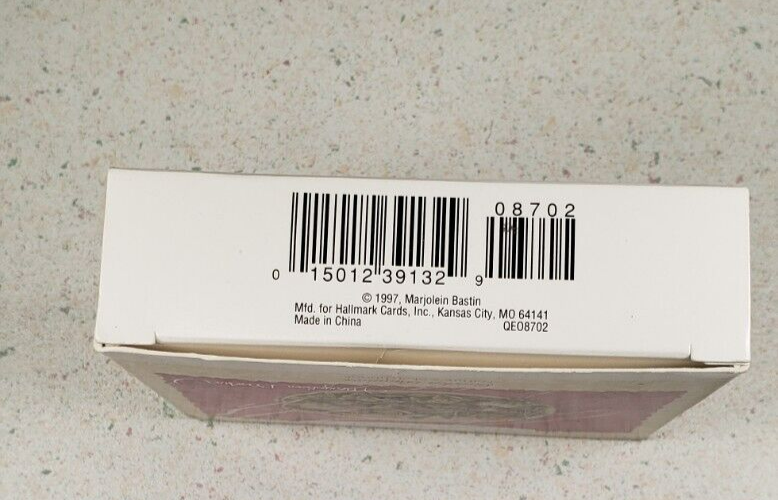 08702
0 15012 39132 9
© 1997, Marjolein Bastin
Mfd. for Hallmark Cards, Inc., Kansas City, MO 64141
Made in China QEO8702